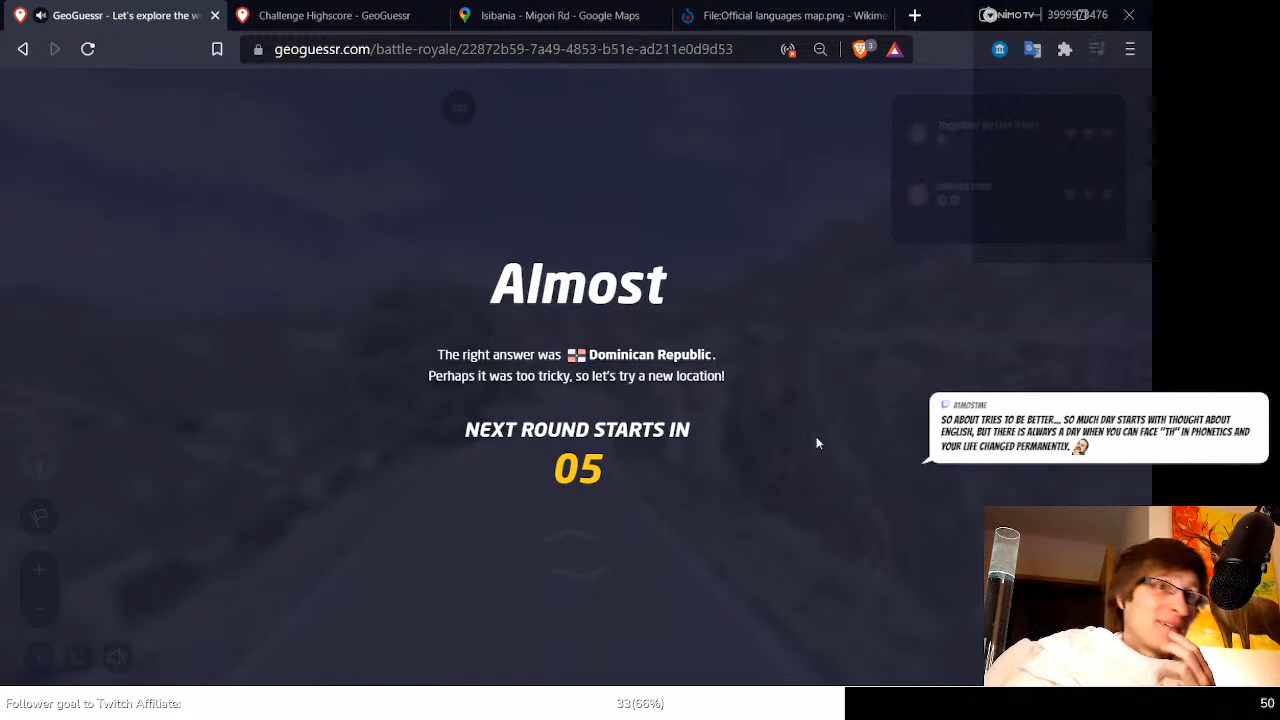 GeoGuessr - Let's explore the w
Challenge Highscore - GeoGuessr
Isibania - Migori Rd - Google Maps
File:Official languages map.png - Wikime
NIMO TV
geoguessr.com/battle-royale/22872b59-7a49-4853-b51e-ad211e0d9d53
3
Almost
The right answer was Dominican Republic.
Perhaps it was too tricky, so let's try a new location!
NEXT ROUND STARTS IN
05
A1MOSTME
SO ABOUT TRIES TO BE BETTER... SO MUCH DAY STARTS WITH THOUGHT ABOUT
ENGLISH, BUT THERE IS ALWAYS A DAY WHEN YOU CAN FACE "TH" IN PHONETICS AND
YOUR LIFE CHANGED PERMANENTLY.
Follower goal to Twitch Affiliate:
33(66%)
50